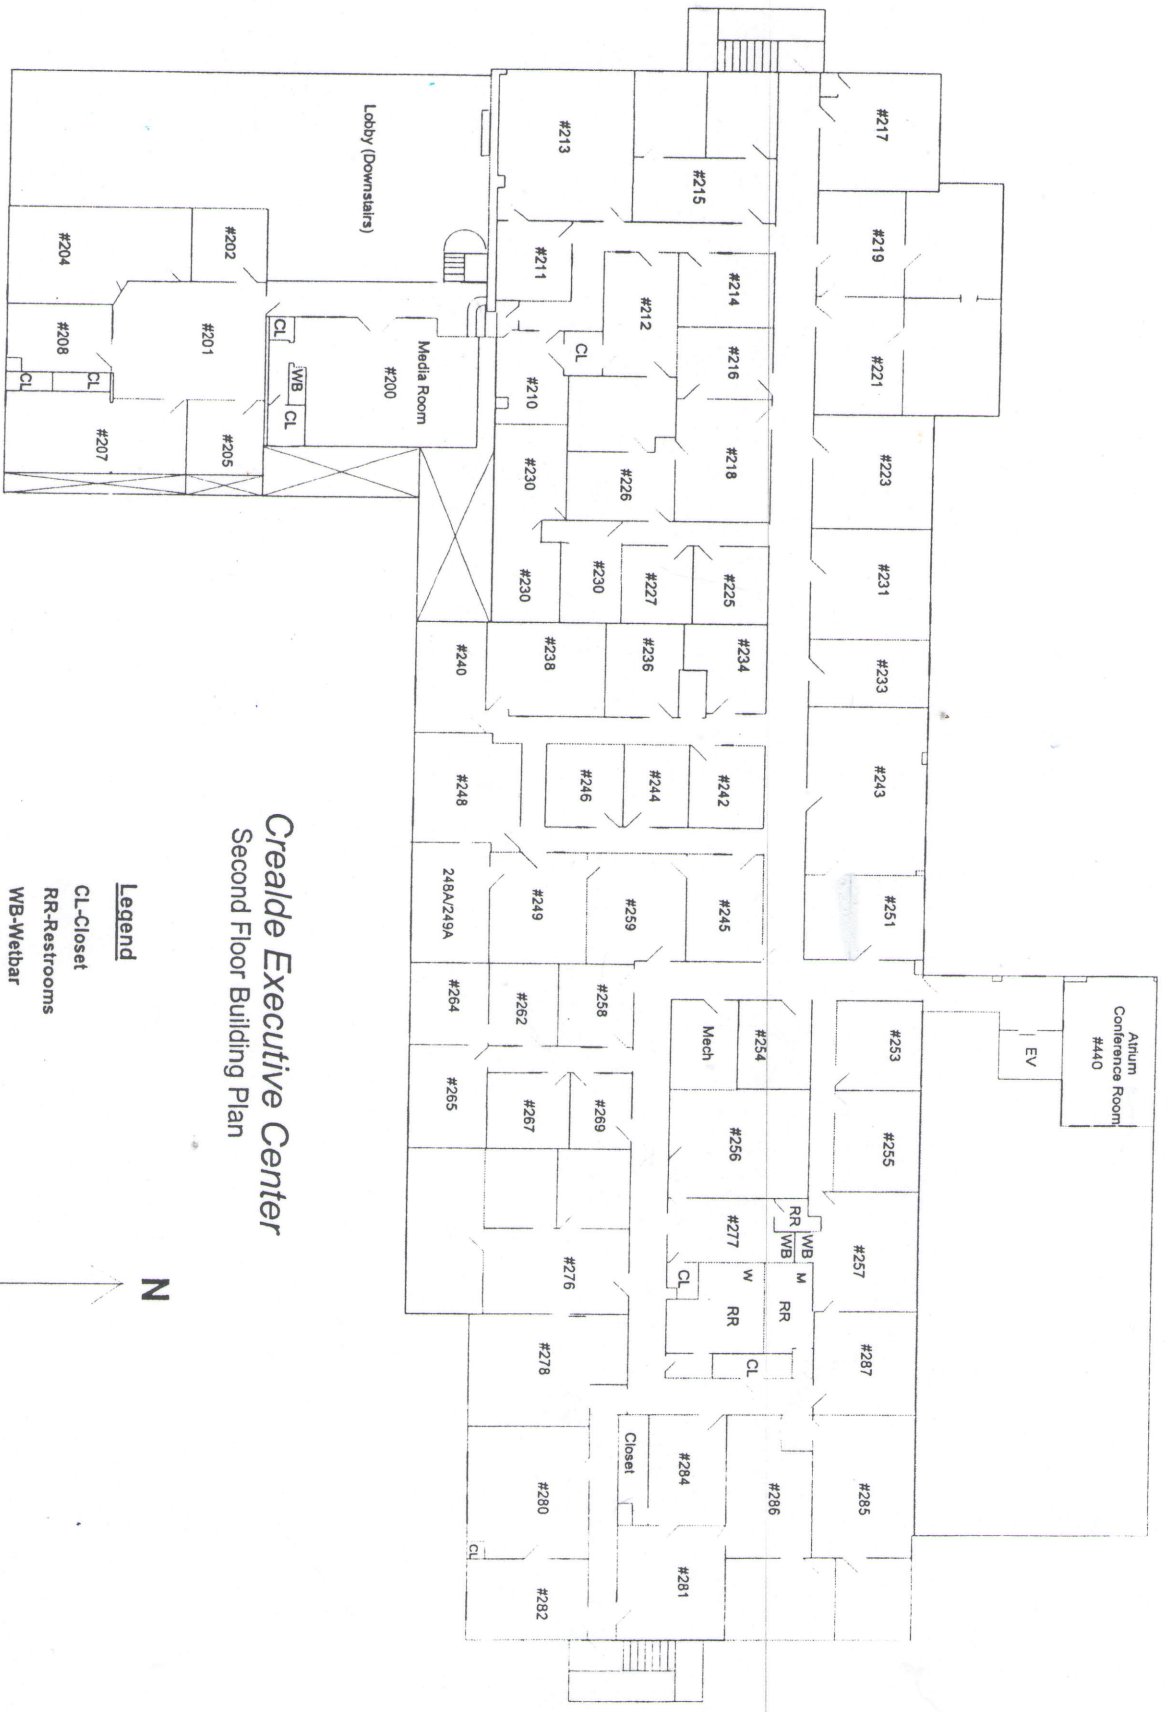 #217
#213
#215
Lobby (Downstairs)
#219
#202
#204
#211
#214
#212
#201
#208
CL
CL
CL
WB
CL
#200
Media Room
CL
#216
#221
#210
#207
#205
#218
#223
#230
#226
#230
#230
#227
#225
#231
#240
#238
#236
#234
#233
#248
#246
#244
#242
#243
248A/249A
#249
#259
#245
#251
Crealde Executive Center
Second Floor Building Plan
Legend
CL-Closet
RR-Restrooms
WB-Wetbar
N
#264
#262
#258
Mech
#254
#253
EV
Atrium
Conference Room
#440
#265
#267
#269
#256
#255
#277
RR
WB
WB
#257
#276
CL
W
RR
M
RR
#278
CL
#287
Closet
#284
#286
#285
#280
CL
#282
#281